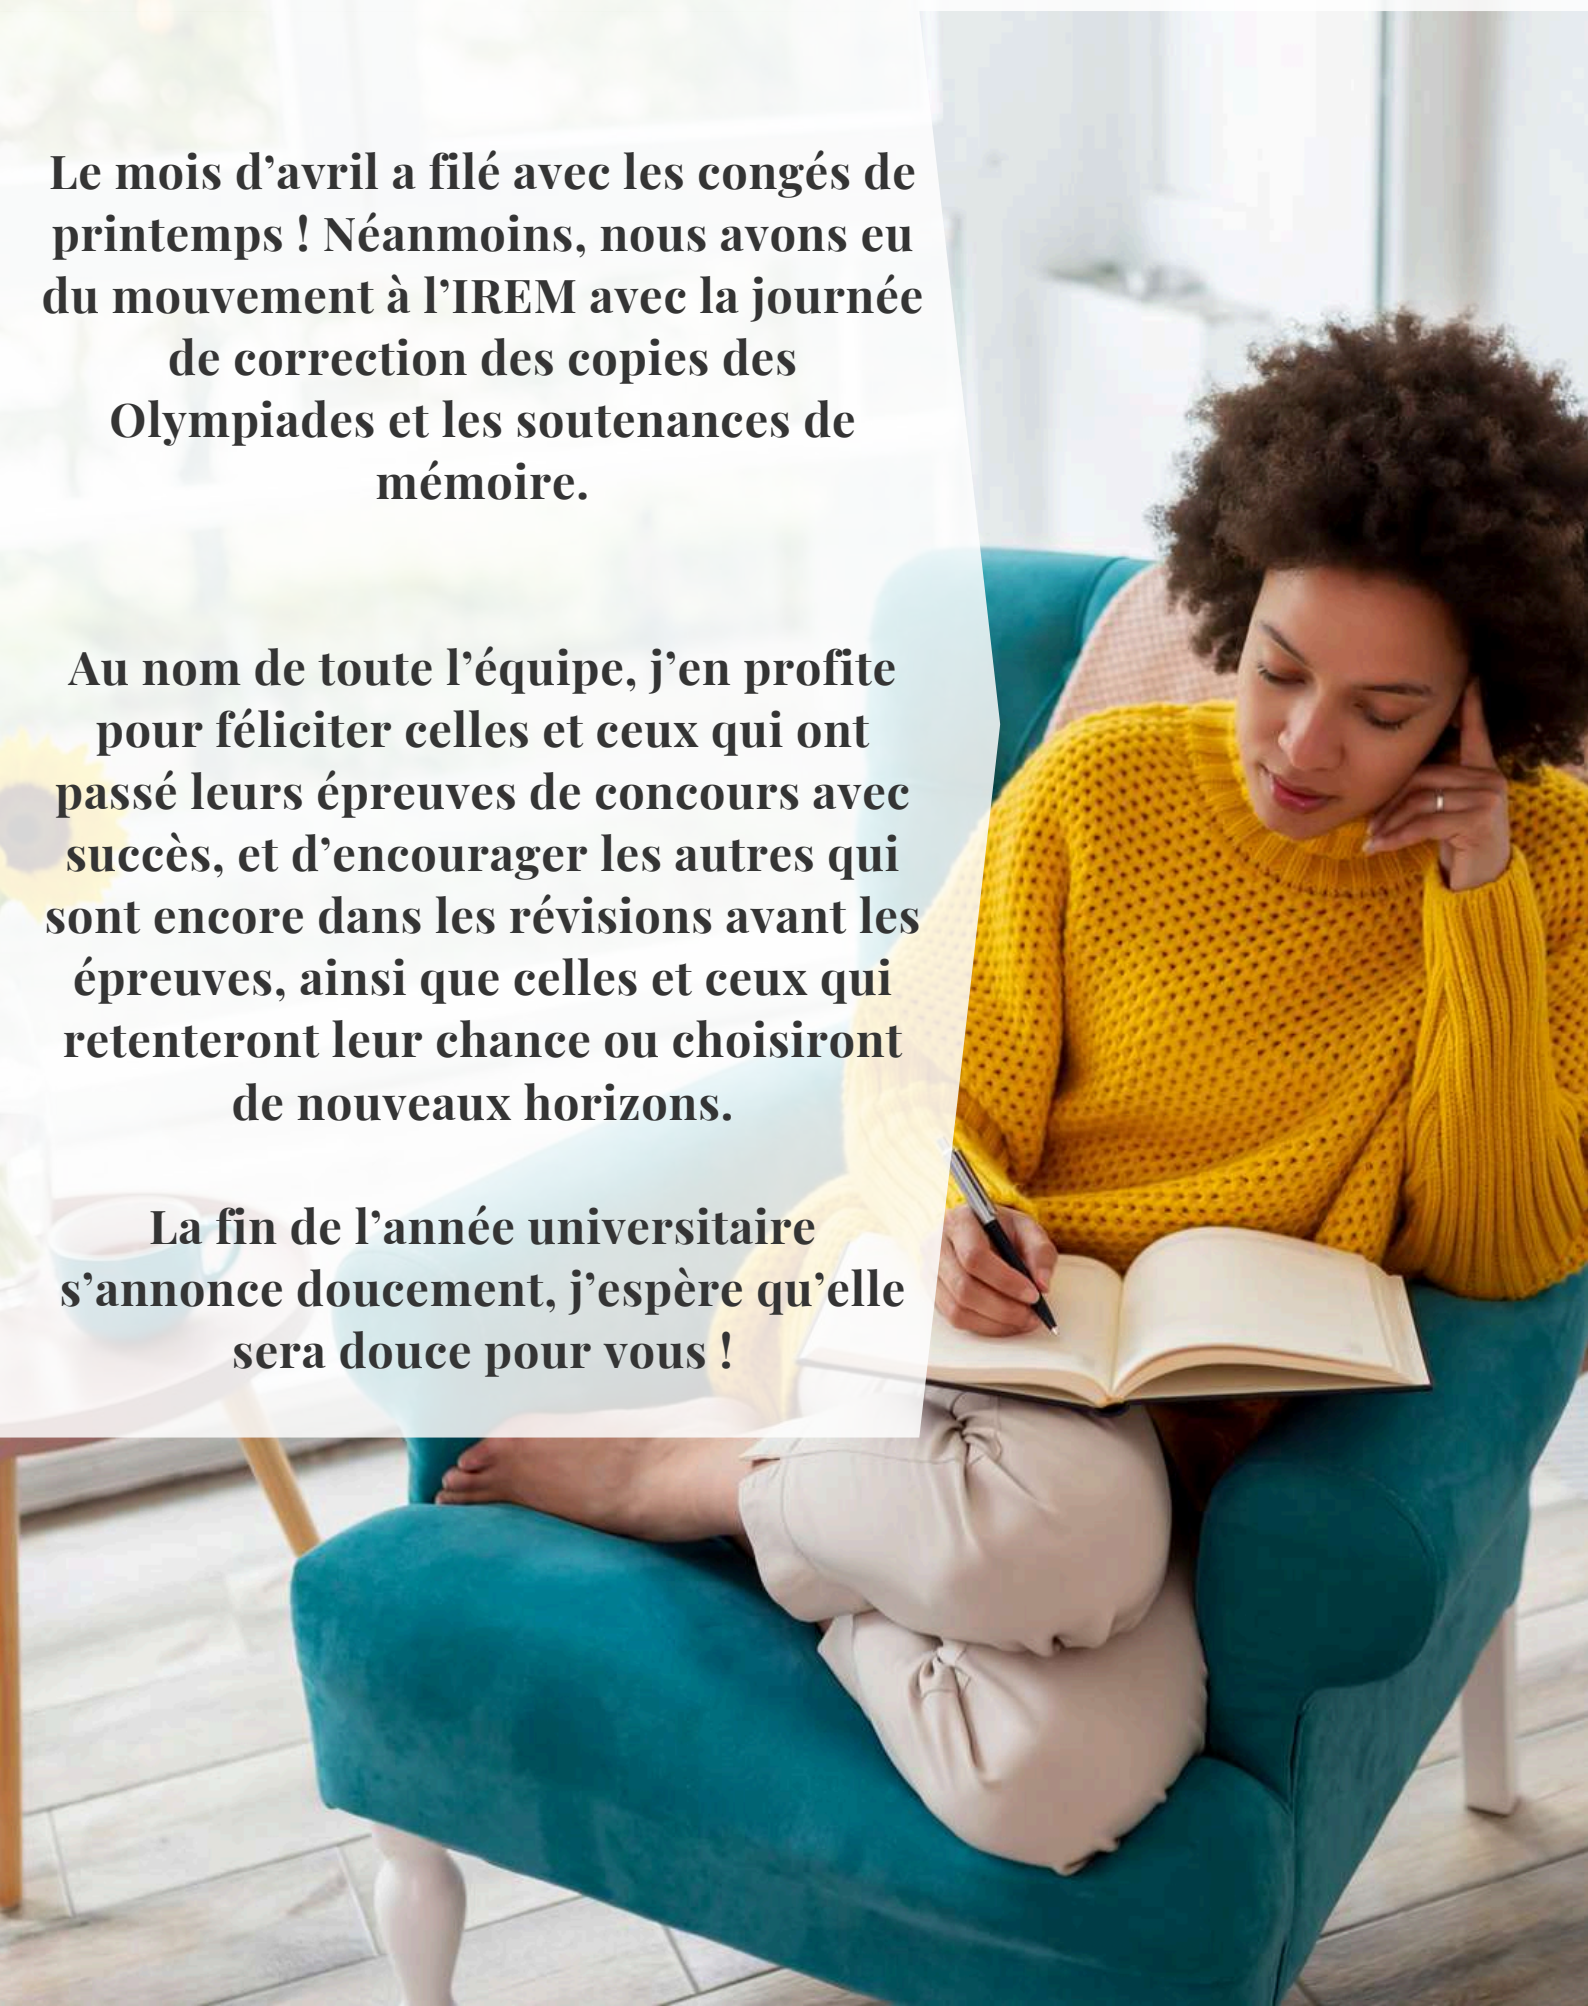 Le mois d’avril a filé avec les congés de
printemps ! Néanmoins, nous avons eu
du mouvement à l’IREM avec la journée
de correction des copies des
Olympiades et les soutenances de
mémoire.
Au nom de toute l’équipe, j’en profite
pour féliciter celles et ceux qui ont
passé leurs épreuves de concours avec
succès, et d’encourager les autres qui
sont encore dans les révisions avant les
épreuves, ainsi que celles et ceux qui
retenteront leur chance ou choisiront
de nouveaux horizons.
La fin de l’année universitaire
s’annonce doucement, j’espère qu’elle
sera douce pour vous !